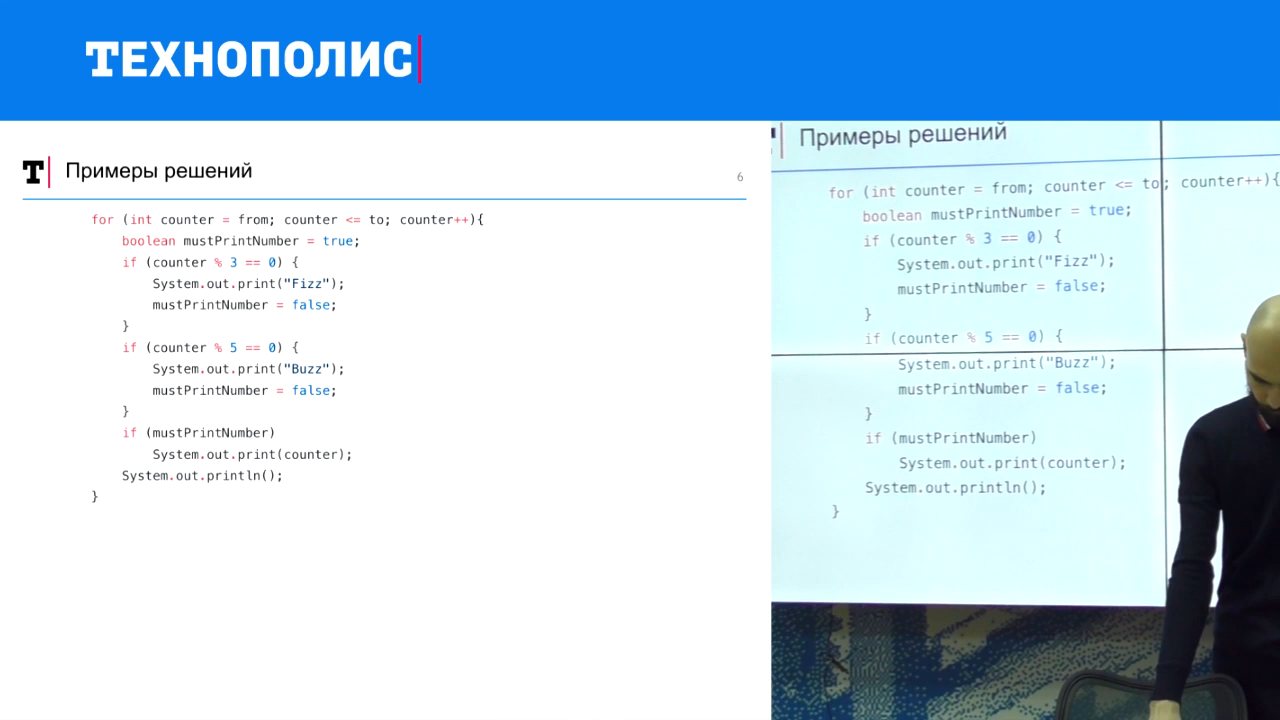 ТЕХНОПОЛИС
Т Примеры решений
6
for (int counter = from; counter <= to; counter++){
boolean mustPrintNumber = true;
if (counter % 3 == 0) {
System.out.print("Fizz");
mustPrintNumber = false;
}
if (counter % 5 == 0) {
System.out.print("Buzz");
mustPrintNumber = false;
}
if (mustPrintNumber)
System.out.print(counter);
System.out.println();
}
Примеры решений
for (int counter = from; counter <= to; counter++){
boolean mustPrintNumber = true;
if (counter % 3 == 0) {
System.out.print("Fizz");
mustPrintNumber = false;
}
if (counter % 5 == 0) {
System.out.print("Buzz");
mustPrintNumber = false;
}
if (mustPrintNumber)
System.out.print(counter);
System.out.println();
}